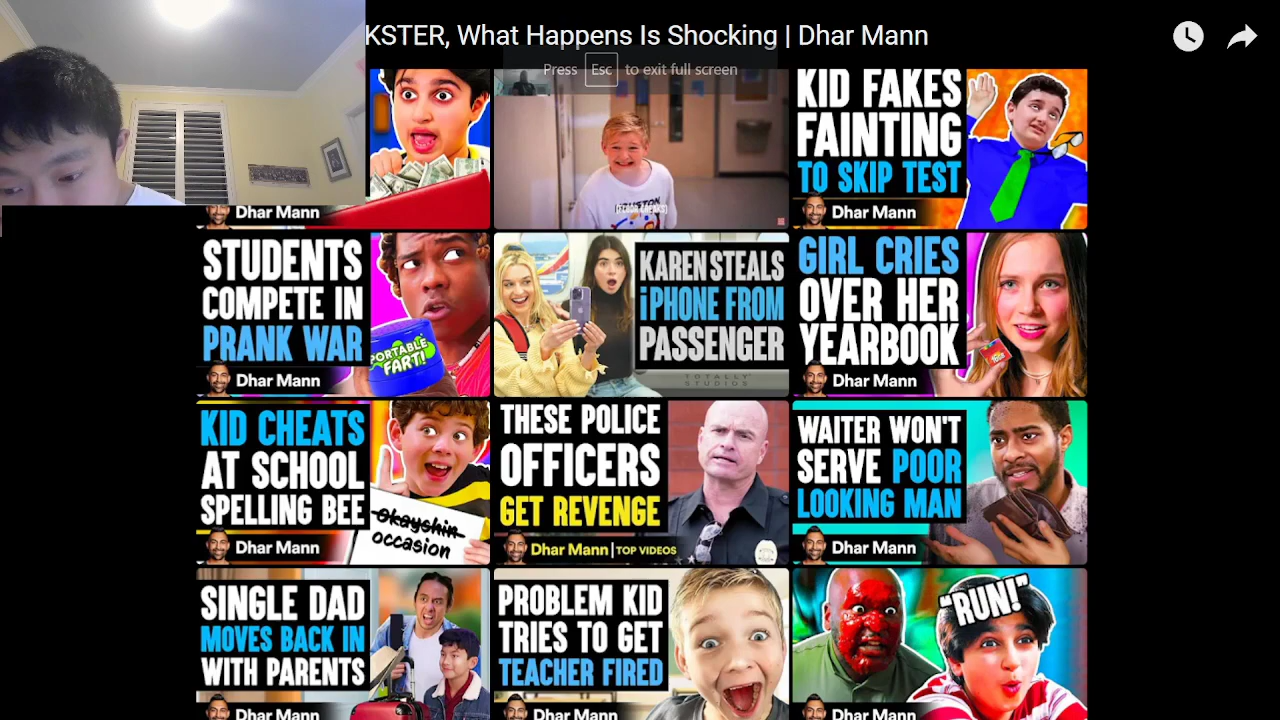 KSTER, What Happens Is Shocking | Dhar Mann
Press Esc to exit full screen
Dhar Mann
KID FAKES
FAINTING
TO SKIP TEST
Dhar Mann
STUDENTS
COMPETE IN
PRANK WAR
PORTABLE
FART!
Dhar Mann
KAREN STEALS
iPHONE FROM
PASSENGER
TOTALLY
STUDIOS
GIRL CRIES
OVER HER
YEARBOOK
Dhar Mann
KID CHEATS
AT SCHOOL
SPELLING BEE
okayshin
occasion
Dhar Mann
THESE POLICE
OFFICERS
GET REVENGE
Dhar Mann | TOP VIDEOS
WAITER WON'T
SERVE POOR
LOOKING MAN
Dhar Mann
SINGLE DAD
MOVES BACK IN
WITH PARENTS
Dhar Mann
PROBLEM KID
TRIES TO GET
TEACHER FIRED
Dhar Mann
"RUN!"
Dhar Mann